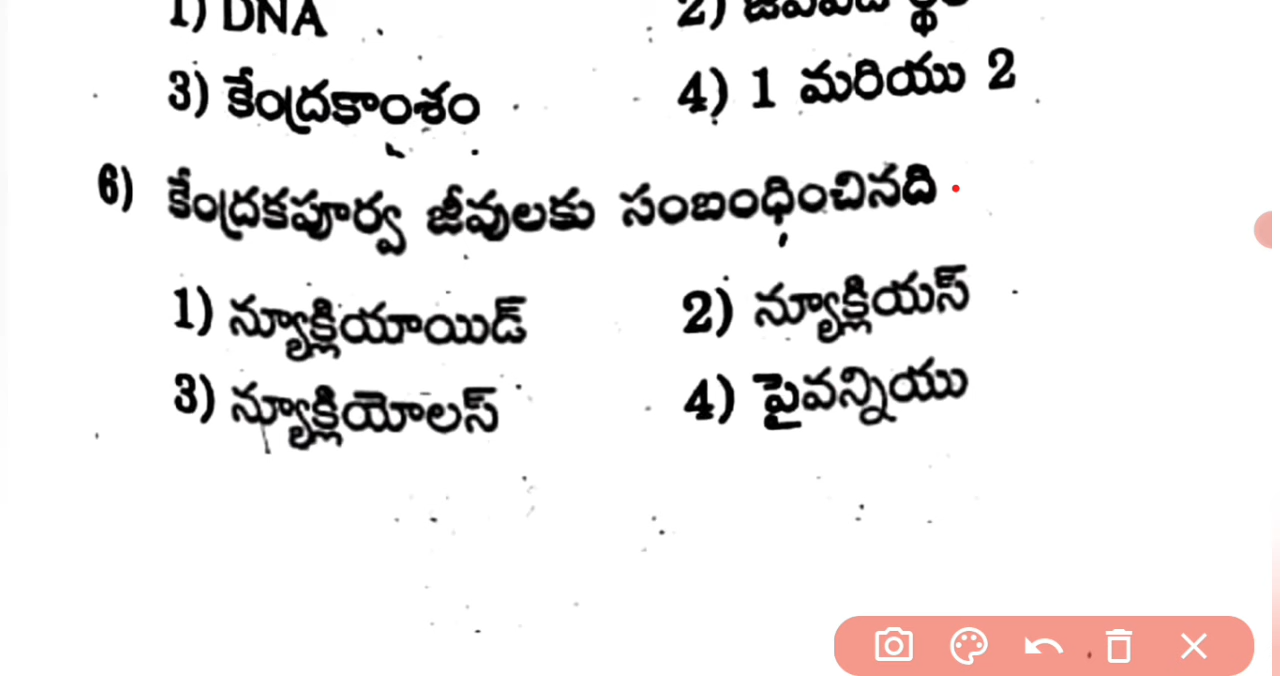 1) DNA 2)
3) కేంద్రకాంశం 4) 1 మరియు 2
6) కేంద్రకపూర్వ జీవులకు సంబంధించినది
1) న్యూక్లియాయిడ్ 2) న్యూక్లియస్
3) న్యూక్లియోలస్ 4) పైవన్నియు